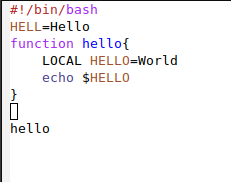 #!/bin/bash
HELL=Hello
function hello{
    LOCAL HELLO=World
    echo $HELLO
}
hello